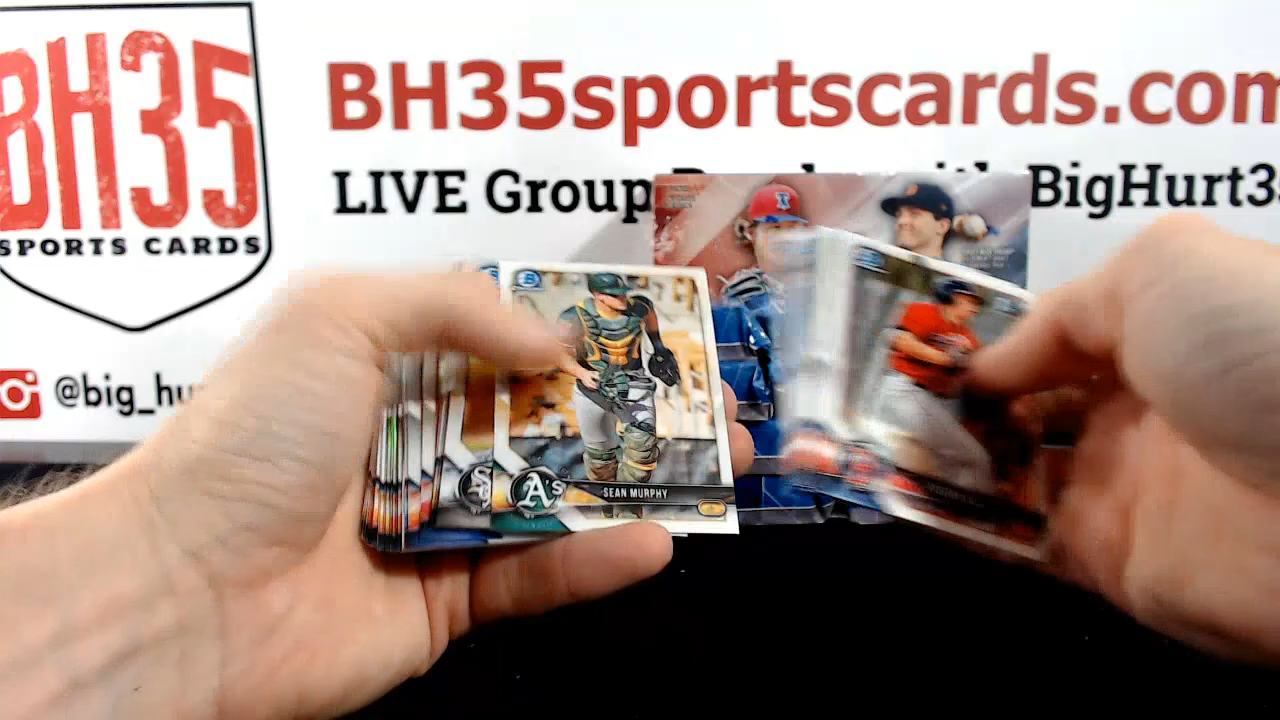 BH35
SPORTS CARDS
BH35sportscards.com
LIVE Group
BigHurt3
@big_hu
B
A's
SEAN MURPHY